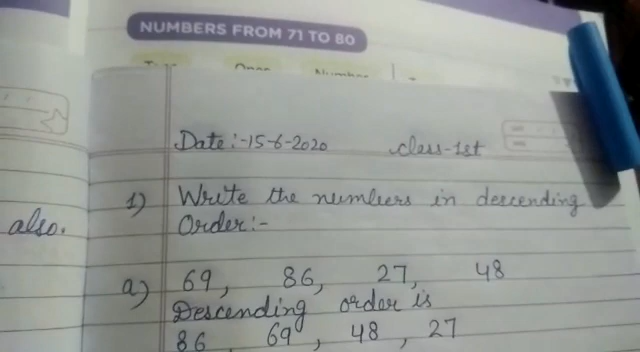 NUMBERS FROM 71 TO 80
Date:-15-6-2020 class-1st
1) Write the numbers in descending
Order:-
also.
a) 69, 86, 27, 48
Descending order is
86, 69, 48, 27